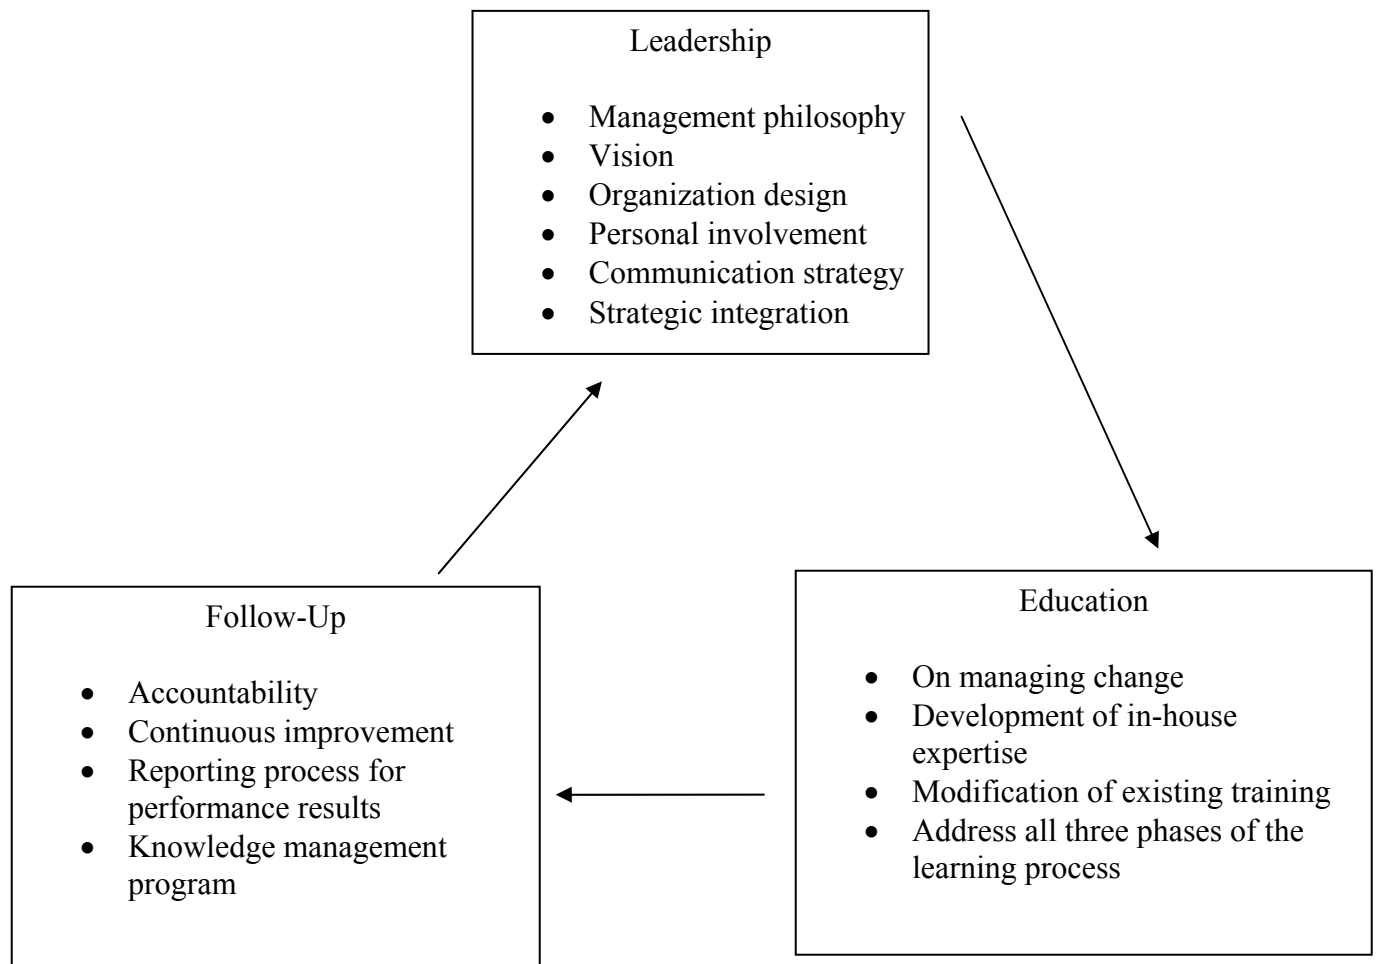 Leadership
• Management philosophy
• Vision
• Organization design
• Personal involvement
• Communication strategy
• Strategic integration
Follow-Up
• Accountability
• Continuous improvement
• Reporting process for
performance results
• Knowledge management
program
Education
• On managing change
• Development of in-house
expertise
• Modification of existing training
• Address all three phases of the
learning process